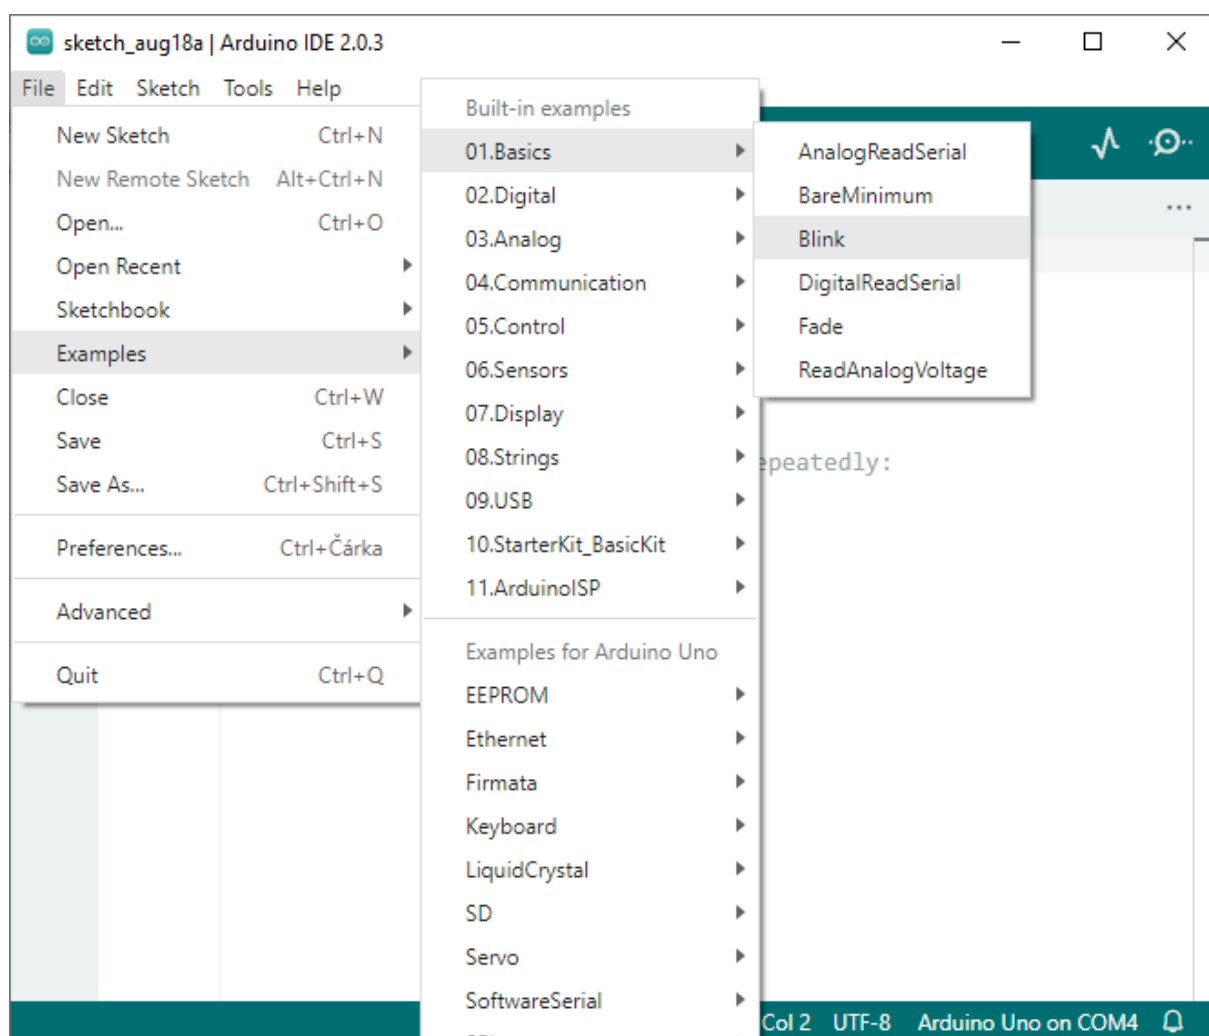 sketch_aug18a | Arduino IDE 2.0.3
File Edit Sketch Tools Help
New Sketch Ctrl+N
New Remote Sketch Alt+Ctrl+N
Open... Ctrl+O
Open Recent
Sketchbook
Examples
Close Ctrl+W
Save Ctrl+S
Save As... Ctrl+Shift+S
Preferences... Ctrl+Čárka
Advanced
Quit Ctrl+Q
Built-in examples
01.Basics
02.Digital
03.Analog
04.Communication
05.Control
06.Sensors
07.Display
08.Strings
09.USB
10.StarterKit_BasicKit
11.ArduinoISP
Examples for Arduino Uno
EEPROM
Ethernet
Firmata
Keyboard
LiquidCrystal
SD
Servo
SoftwareSerial
AnalogReadSerial
BareMinimum
Blink
DigitalReadSerial
Fade
ReadAnalogVoltage
epeatedly:
Col 2 UTF-8 Arduino Uno on COM4